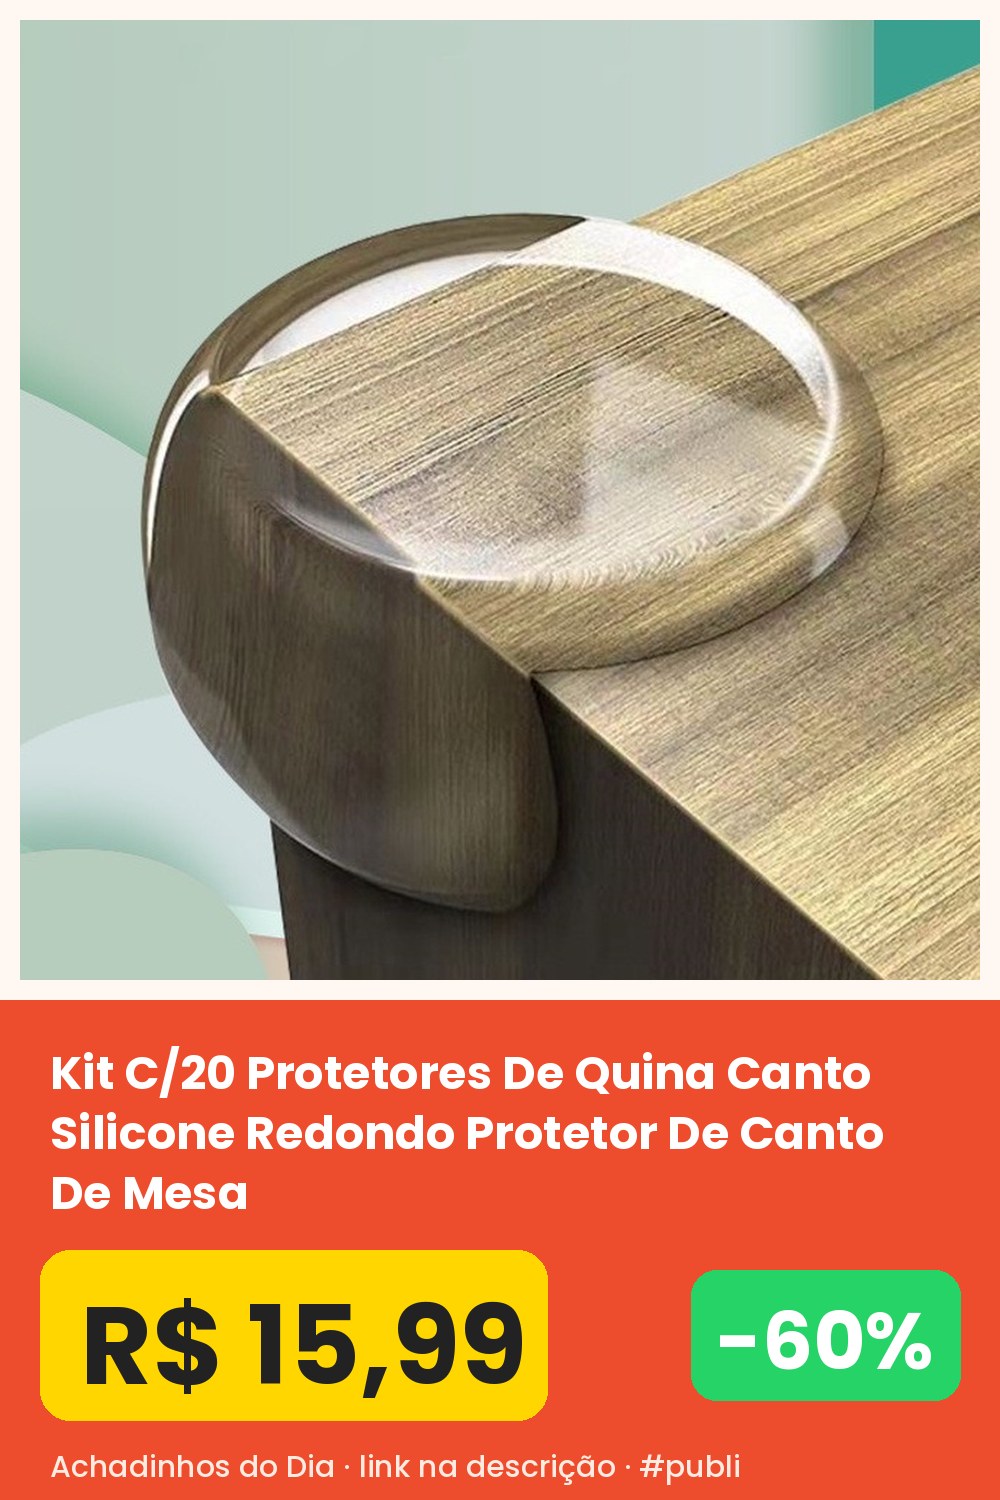 Kit C/20 Protetores De Quina Canto
Silicone Redondo Protetor De Canto
De Mesa
R$ 15,99
-60%
Achadinhos do Dia · link na descrição · #publi